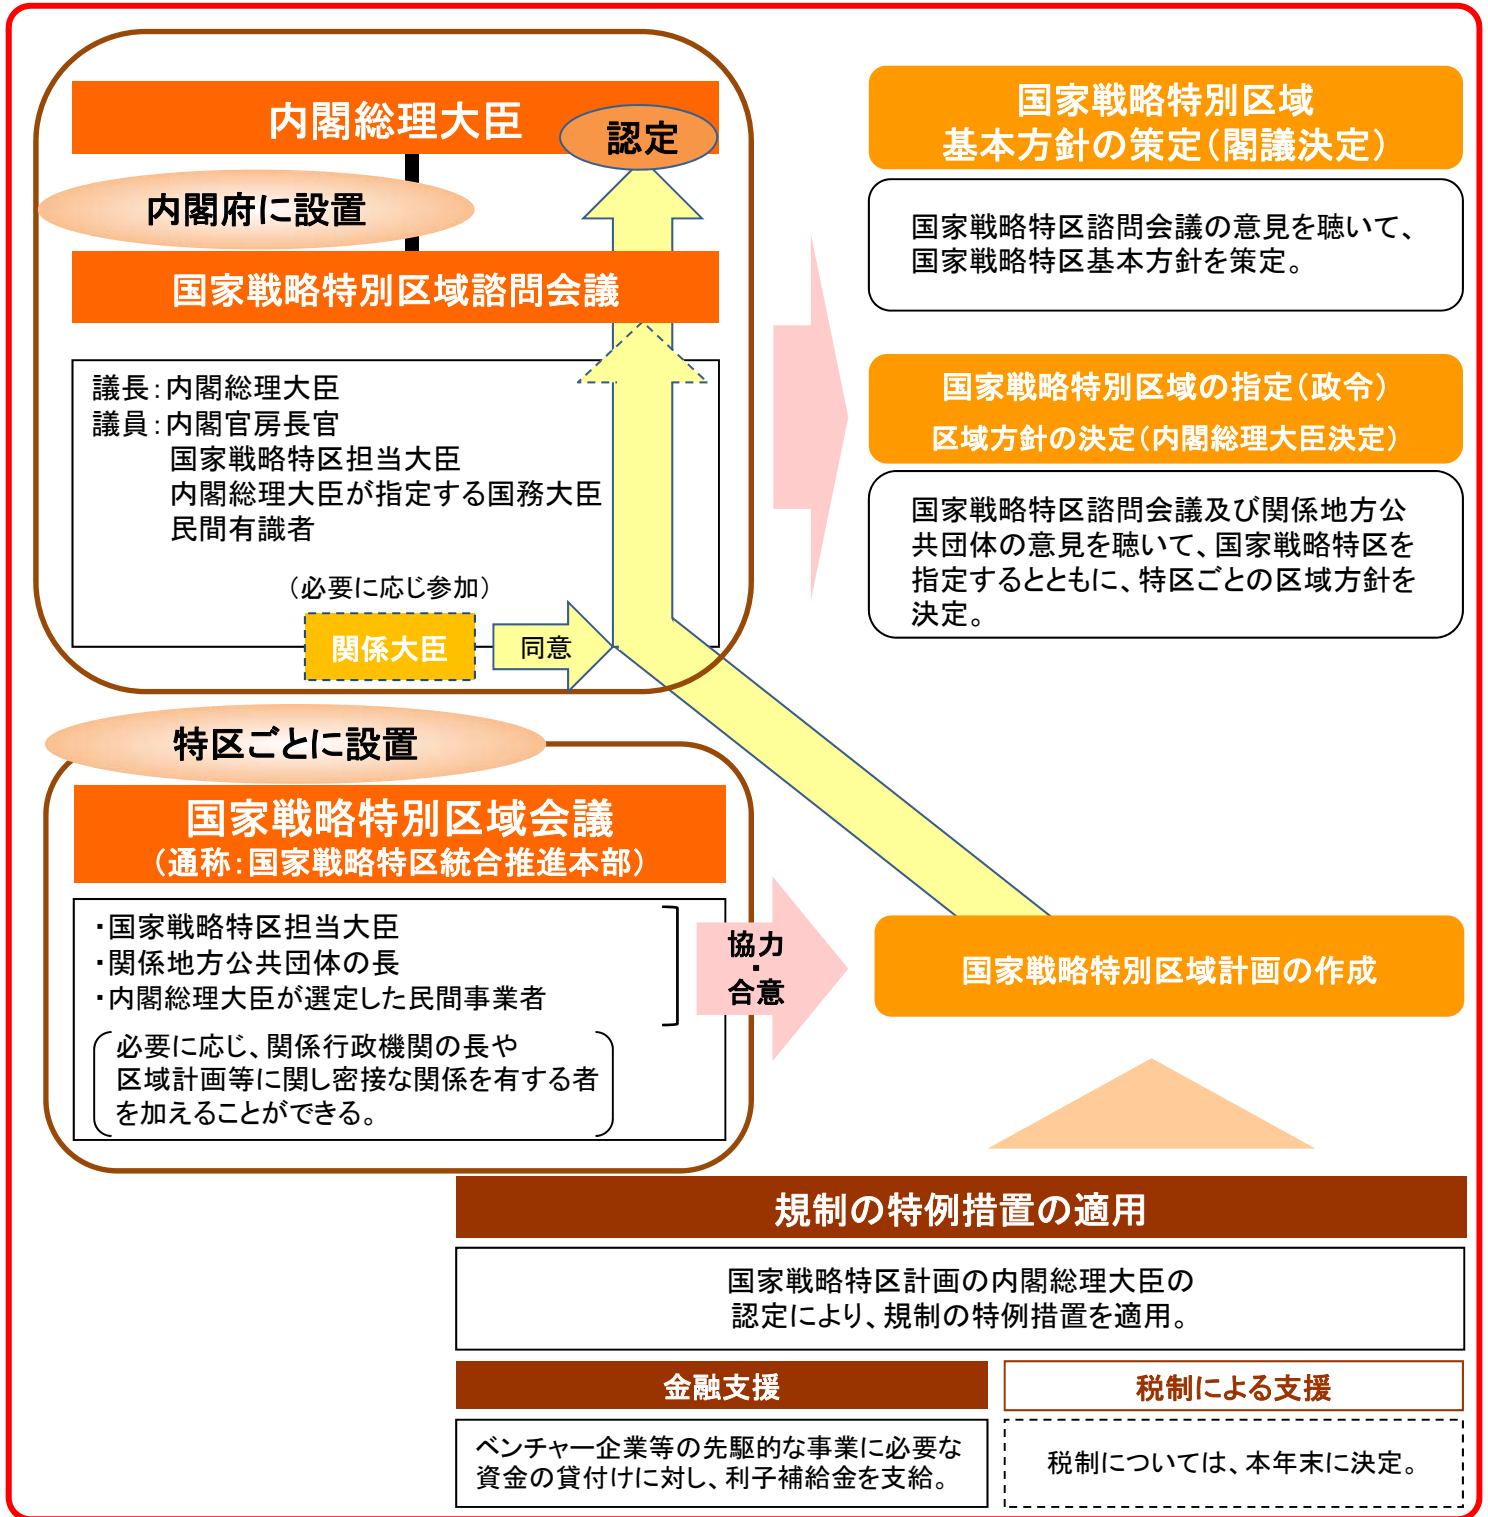 内閣総理大臣
認定
内閣府に設置
国家戦略特別区域諮問会議
議長：内閣総理大臣
議員：内閣官房長官
国家戦略特区担当大臣
内閣総理大臣が指定する国務大臣
民間有識者
（必要に応じ参加）
関係大臣
同意
国家戦略特別区域
基本方針の策定（閣議決定）
国家戦略特区諮問会議の意見を聴いて、
国家戦略特区基本方針を策定。
国家戦略特別区域の指定（政令）
区域方針の決定（内閣総理大臣決定）
国家戦略特区諮問会議及び関係地方公
共団体の意見を聴いて、国家戦略特区を
指定するとともに、特区ごとの区域方針を
決定。
特区ごとに設置
国家戦略特別区域会議
（通称：国家戦略特区統合推進本部）
・国家戦略特区担当大臣
・関係地方公共団体の長
・内閣総理大臣が選定した民間事業者
必要に応じ、関係行政機関の長や
区域計画等に関し密接な関係を有する者
を加えることができる。
協力
・
合意
国家戦略特別区域計画の作成
規制の特例措置の適用
国家戦略特区計画の内閣総理大臣の
認定により、規制の特例措置を適用。
金融支援
ベンチャー企業等の先駆的な事業に必要な
資金の貸付けに対し、利子補給金を支給。
税制による支援
税制については、本年末に決定。